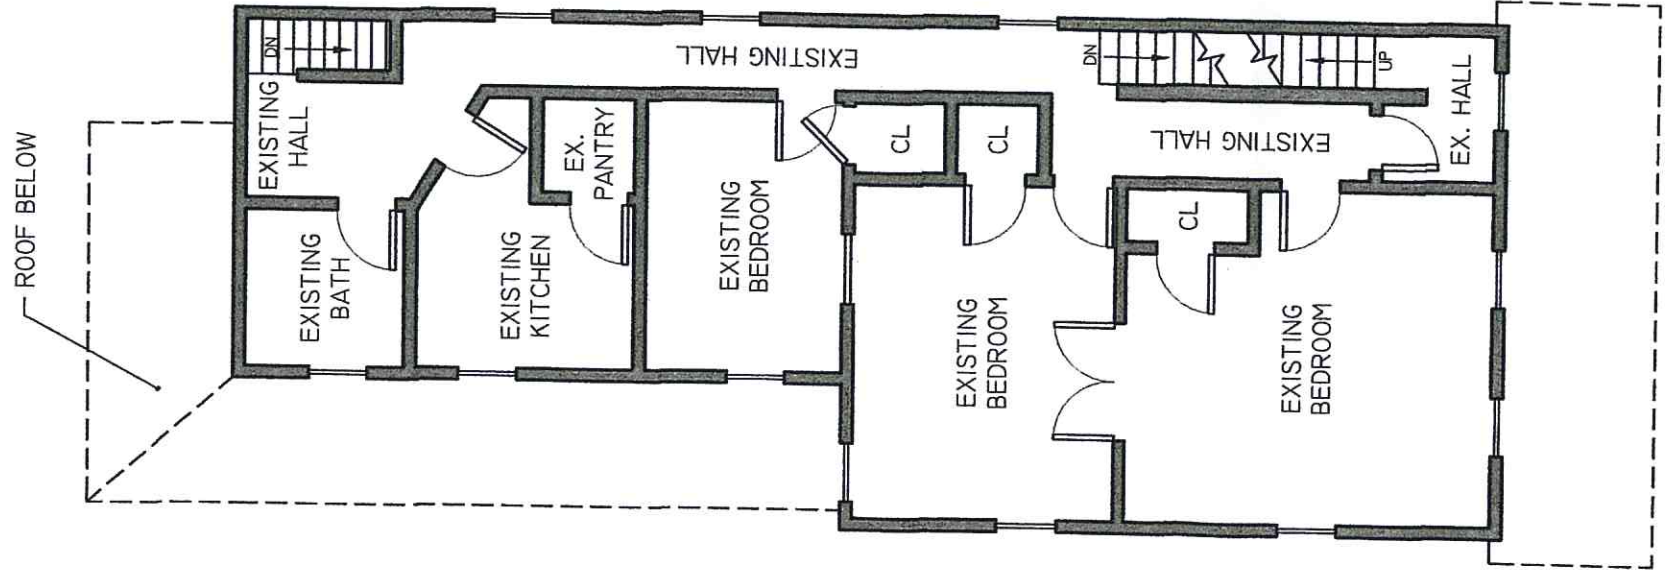 ROOF BELOW
DN
EXISTING
HALL
EXISTING HALL
DN
UP
EX. HALL
EX.
PANTRY
CL
CL
EXISTING HALL
EXISTING
BATH
EXISTING
KITCHEN
EXISTING
BEDROOM
CL
EXISTING
BEDROOM
EXISTING
BEDROOM